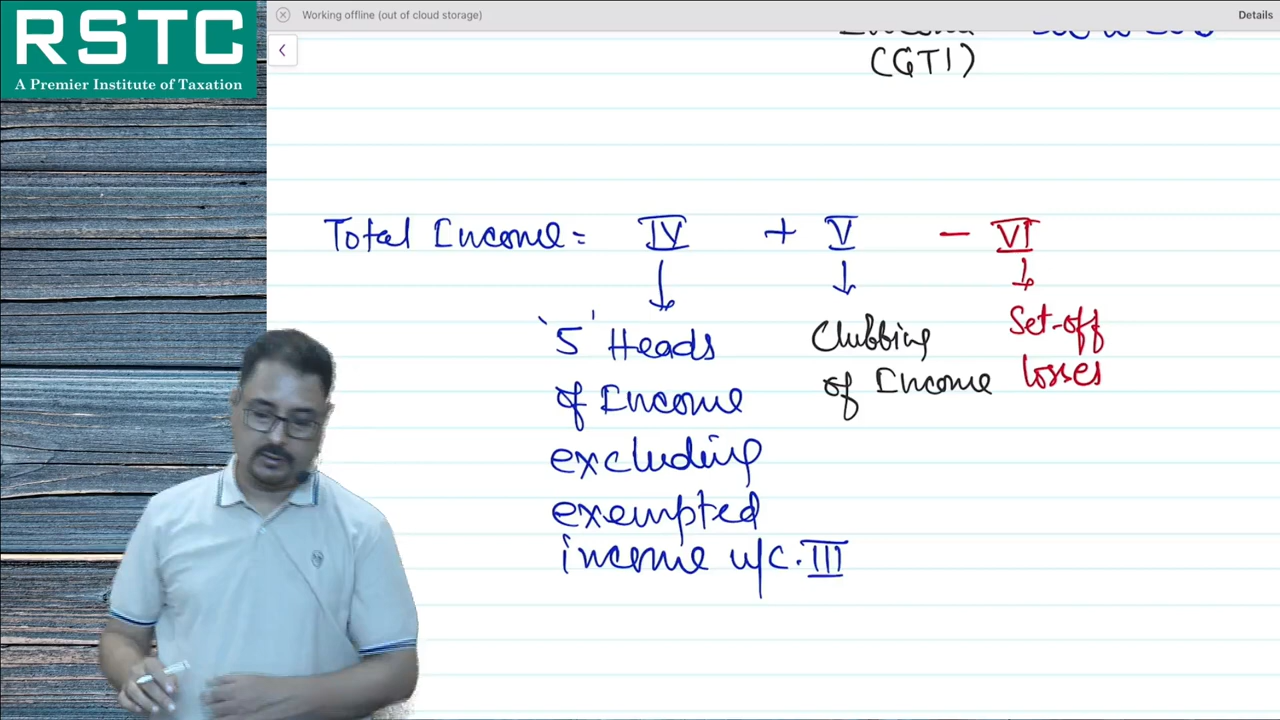 RSTC
A Premier Institute of Taxation
Working offline (out of cloud storage)
Details
(GTI)
Total Income = IV + V - VI
'5' Heads
of Income
excluding
exempted
income u/c. III
Clubbing
of Income
Set-off
losses